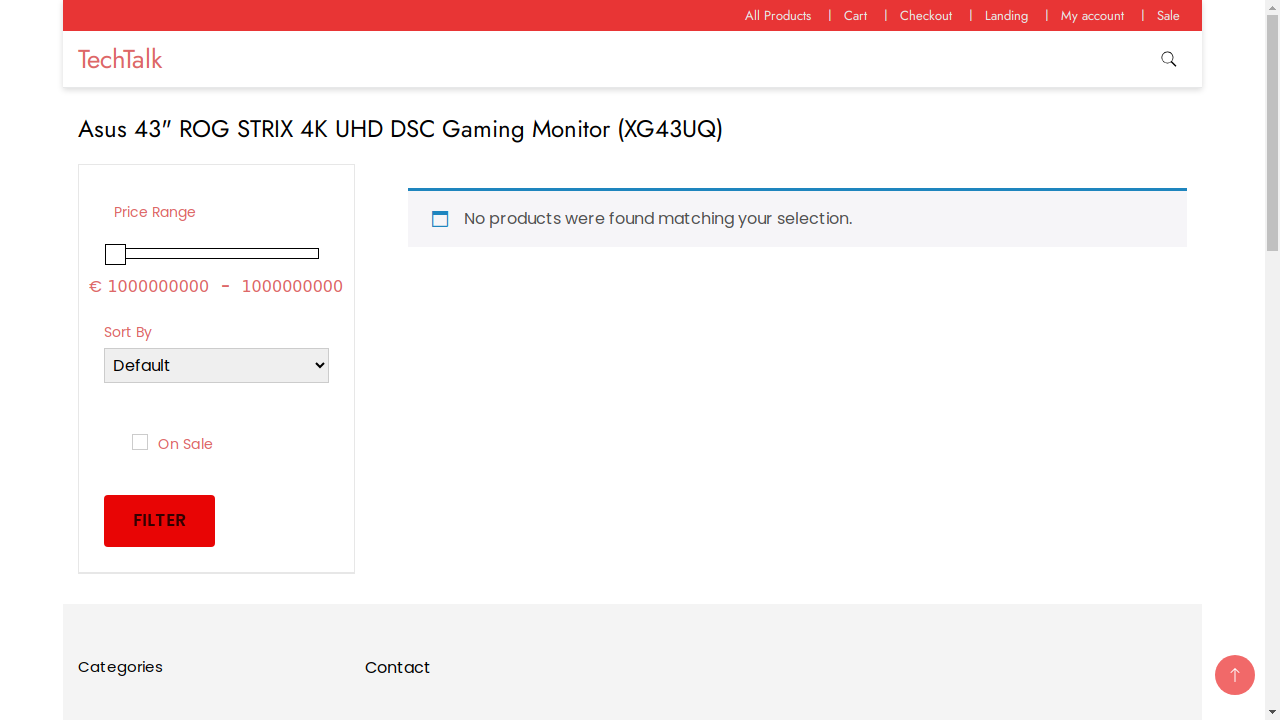 All Products | Cart | Checkout | Landing | My account | Sale
TechTalk
Asus 43" ROG STRIX 4K UHD DSC Gaming Monitor (XG43UQ)
Price Range
€ 1000000000 - 1000000000
Sort By
Default
On Sale
FILTER
No products were found matching your selection.
Categories
Contact